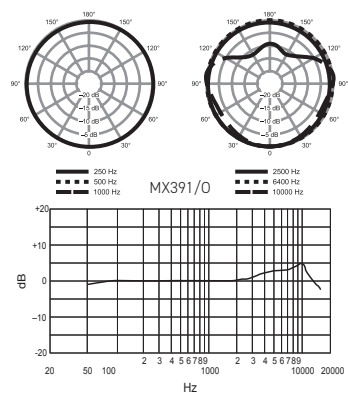 180° 180°
150° 150° 150° 150°
120° 120° 120° 120°
90° 90° 90° 90°
–20 dB –20 dB
–15 dB –15 dB
–10 dB –10 dB
–5 dB –5 dB
60° 60° 60° 60°
30° 30° 30° 30°
0 0
250 Hz 2500 Hz
500 Hz 6400 Hz
1000 Hz 10000 Hz
MX391/O
+20
+10
dB
0
–10
–20
2 3 4 5 6 7 8 9 2 3 4 5 6 7 8 9
20 50 100 1000 10000 20000
Hz